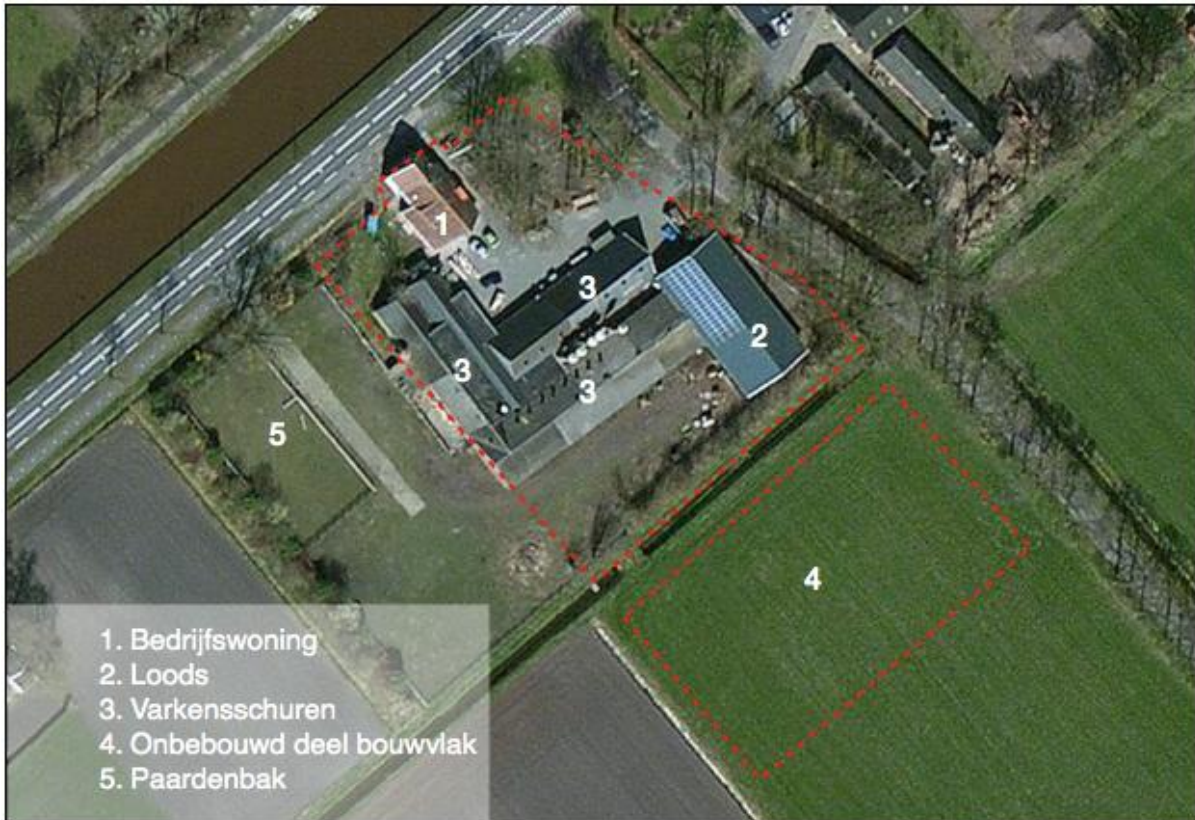 1
3
2
3
3
5
4
1. Bedrijfswoning
2. Loods
3. Varkensschuren
4. Onbebouwd deel bouwvlak
5. Paardenbak